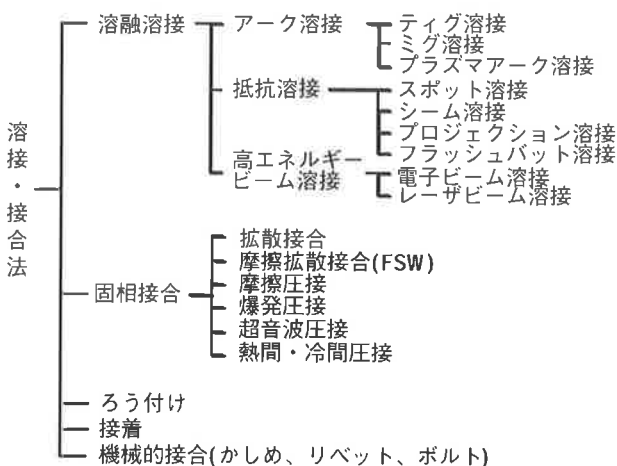 溶接・接合法
溶融溶接
アーク溶接
ティグ溶接
ミグ溶接
プラズマアーク溶接
抵抗溶接
スポット溶接
シーム溶接
プロジェクション溶接
フラッシュバット溶接
高エネルギー
ビーム溶接
電子ビーム溶接
レーザビーム溶接
固相接合
拡散接合
摩擦拡散接合(FSW)
摩擦圧接
爆発圧接
超音波圧接
熱間・冷間圧接
ろう付け
接着
機械的接合(かしめ、リベット、ボルト)